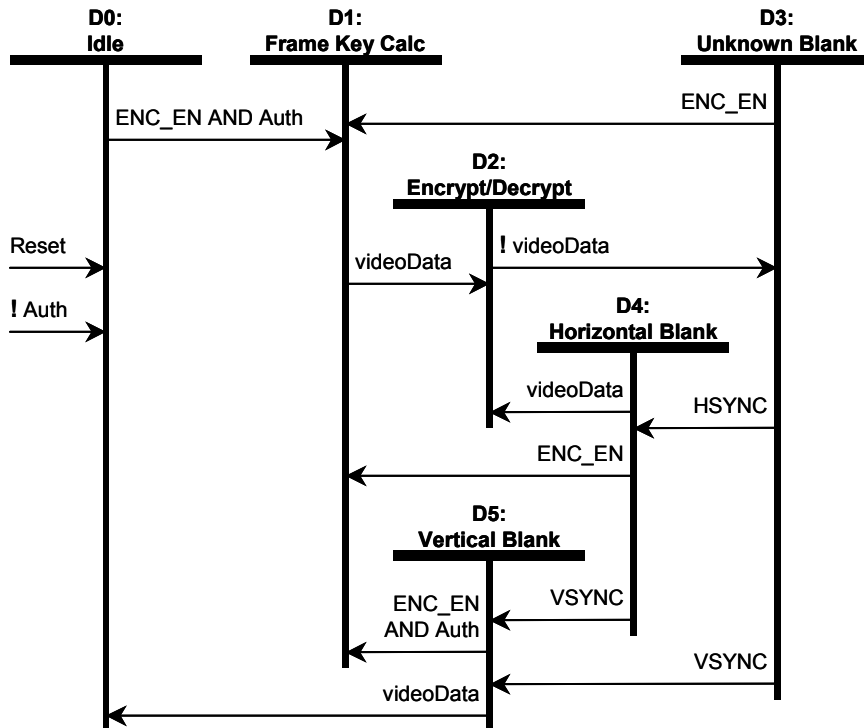 D0:
Idle
D1:
Frame Key Calc
D3:
Unknown Blank
ENC_EN AND Auth
ENC_EN
D2:
Encrypt/Decrypt
Reset
videoData
! videoData
! Auth
D4:
Horizontal Blank
videoData
HSYNC
ENC_EN
D5:
Vertical Blank
ENC_EN
AND Auth
VSYNC
VSYNC
videoData